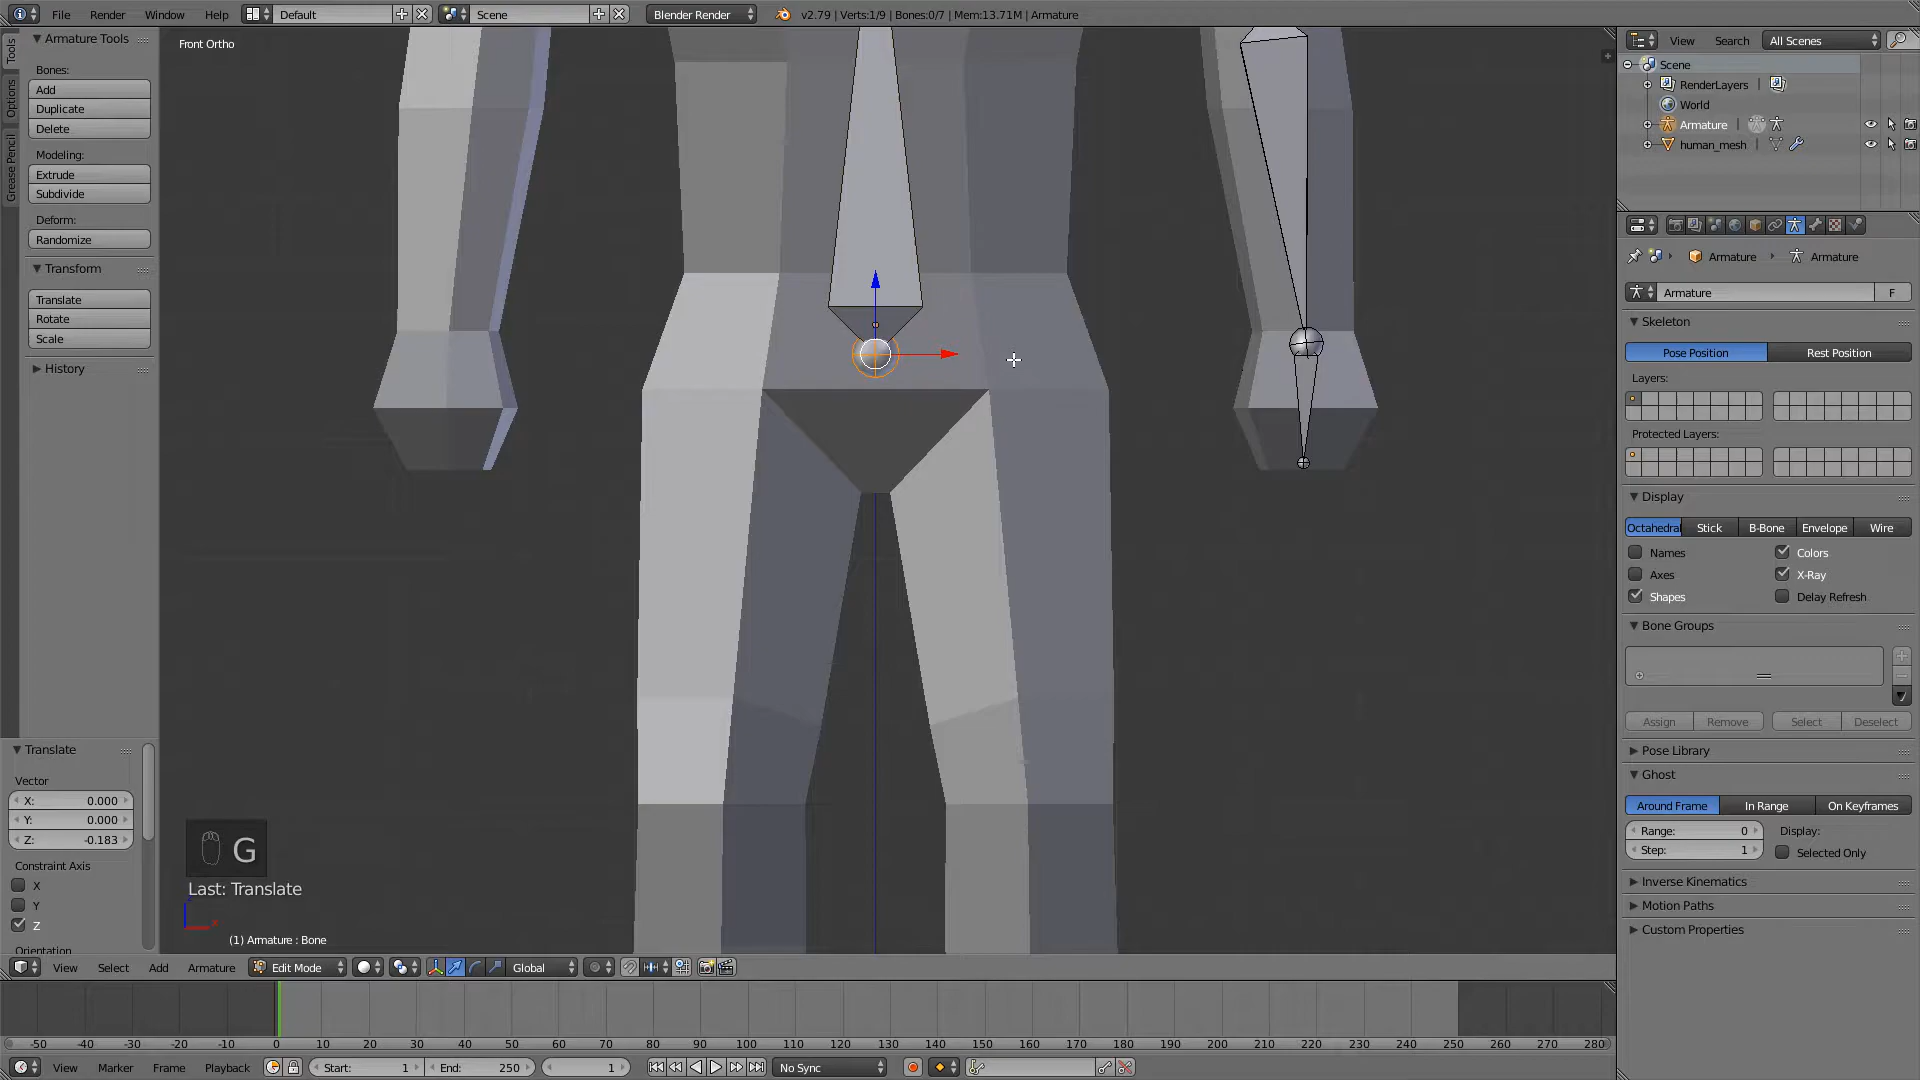 File Render Window Help Default Scene Blender Render v2.79 | Verts:1/9 | Bones:0/7 | Mem:13.71M | Armature
Tools
Options
Grease Pencil
Armature Tools
Bones:
Add
Duplicate
Delete
Modeling:
Extrude
Subdivide
Deform:
Randomize
Transform
Translate
Rotate
Scale
History
Translate
Vector
X: 0.000
Y: 0.000
Z: -0.183
Constraint Axis
X
Y
Z
Orientation
Front Ortho
G
Last: Translate
(1) Armature : Bone
View Select Add Armature Edit Mode Global
-50 -40 -30 -20 -10 0 10 20 30 40 50 60 70 80 90 100 110 120 130 140 150 160 170 180 190 200 210 220 230 240 250 260 270 280
View Marker Frame Playback Start: 1 End: 250 1 No Sync
View Search All Scenes
Scene
RenderLayers
World
Armature
human_mesh
Armature Armature
Armature F
Skeleton
Pose Position Rest Position
Layers:
Protected Layers:
Display
Octahedral Stick B-Bone Envelope Wire
Names Colors
Axes X-Ray
Shapes Delay Refresh
Bone Groups
Assign Remove Select Deselect
Pose Library
Ghost
Around Frame In Range On Keyframes
Range: 0 Display:
Step: 1 Selected Only
Inverse Kinematics
Motion Paths
Custom Properties